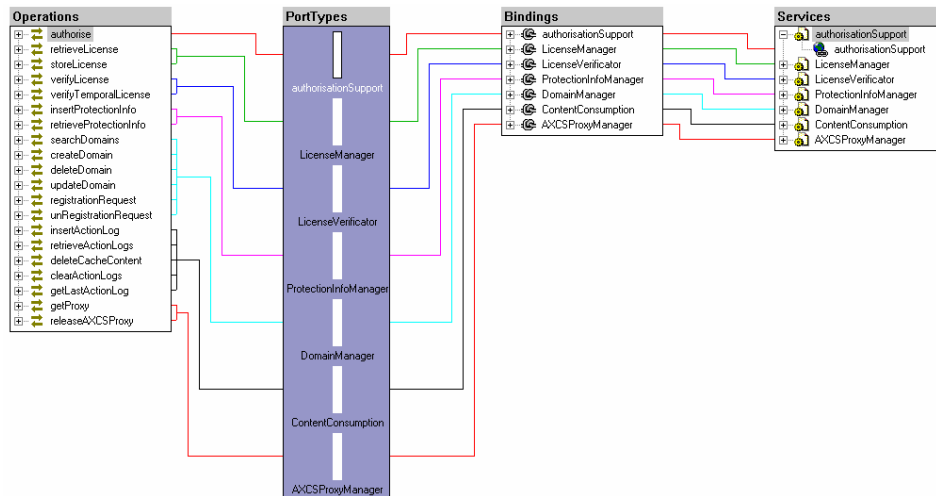 Operations
authorise
retrieveLicense
storeLicense
verifyLicense
verifyTemporalLicense
insertProtectionInfo
retrieveProtectionInfo
searchDomains
createDomain
deleteDomain
updateDomain
registrationRequest
unRegistrationRequest
insertActionLog
retrieveActionLogs
deleteCacheContent
clearActionLogs
getLastActionLog
getProxy
releaseAXCSProxy
PortTypes
authorisationSupport
LicenseManager
LicenseVerificator
ProtectionInfoManager
DomainManager
ContentConsumption
AXCSProxyManager
Bindings
authorisationSupport
LicenseManager
LicenseVerificator
ProtectionInfoManager
DomainManager
ContentConsumption
AXCSProxyManager
Services
authorisationSupport
authorisationSupport
LicenseManager
LicenseVerificator
ProtectionInfoManager
DomainManager
ContentConsumption
AXCSProxyManager